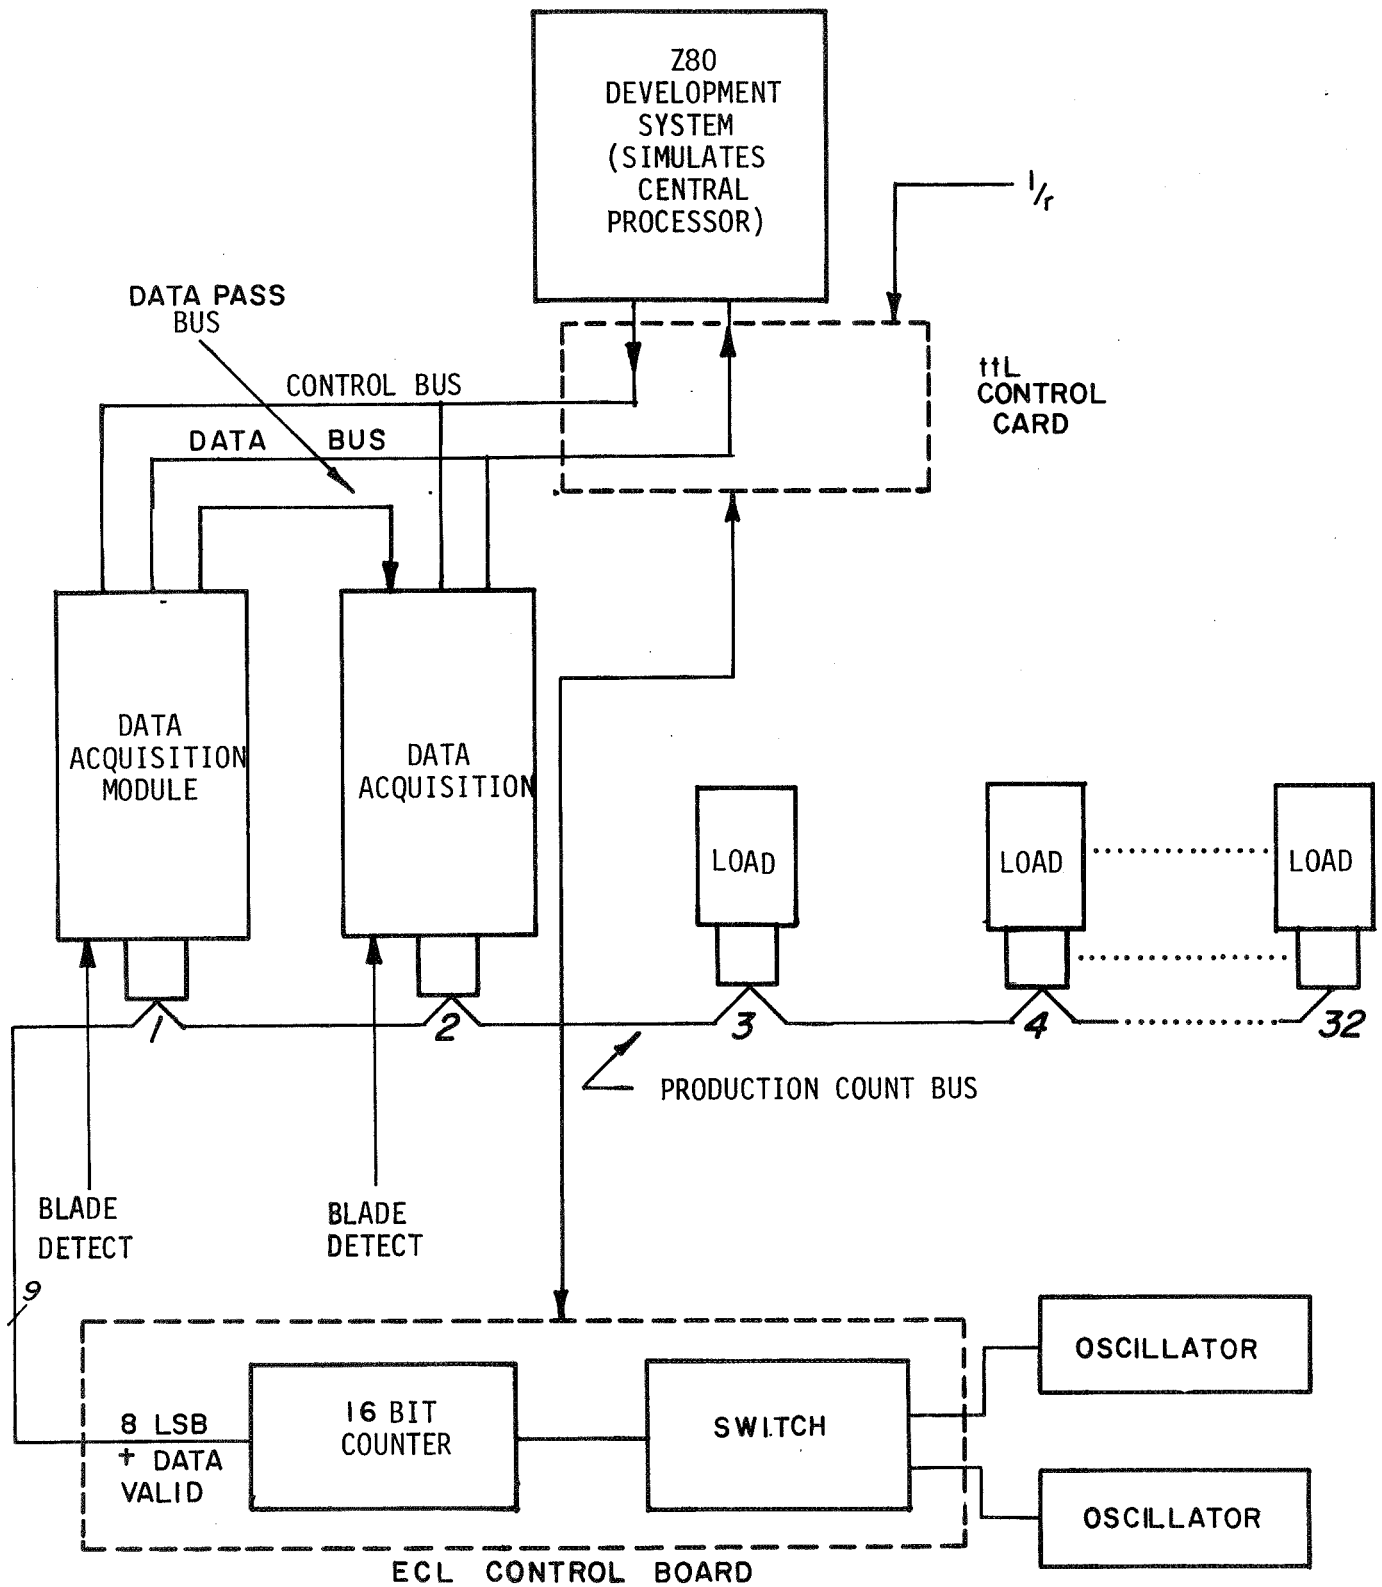 Z80
DEVELOPMENT
SYSTEM
(SIMULATES
CENTRAL
PROCESSOR)
1/r
DATA PASS
BUS
CONTROL BUS
DATA BUS
ttL
CONTROL
CARD
DATA
ACQUISITION
MODULE
DATA
ACQUISITION
LOAD
LOAD
LOAD
1
2
3
4
32
PRODUCTION COUNT BUS
BLADE
DETECT
BLADE
DETECT
9
8 LSB
+ DATA
VALID
16 BIT
COUNTER
SWITCH
OSCILLATOR
OSCILLATOR
ECL CONTROL BOARD